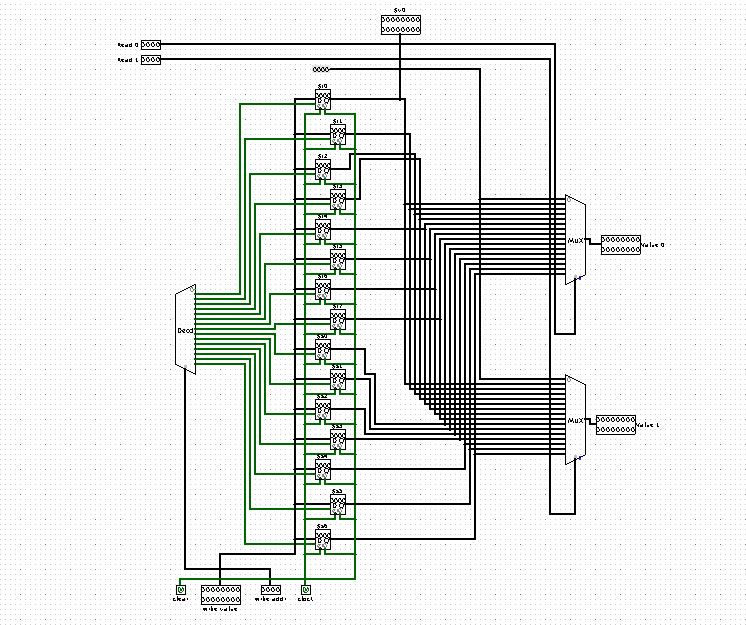 $v0
Read 0
Read 1
$t0
$t1
$t2
$t3
$t4
$t5
MUX
Value 0
$t6
$t7
Decd
$s0
$s1
$s2
MUX
Value 1
$s3
$s4
$s5
$s6
clear
write value
write addr
clock